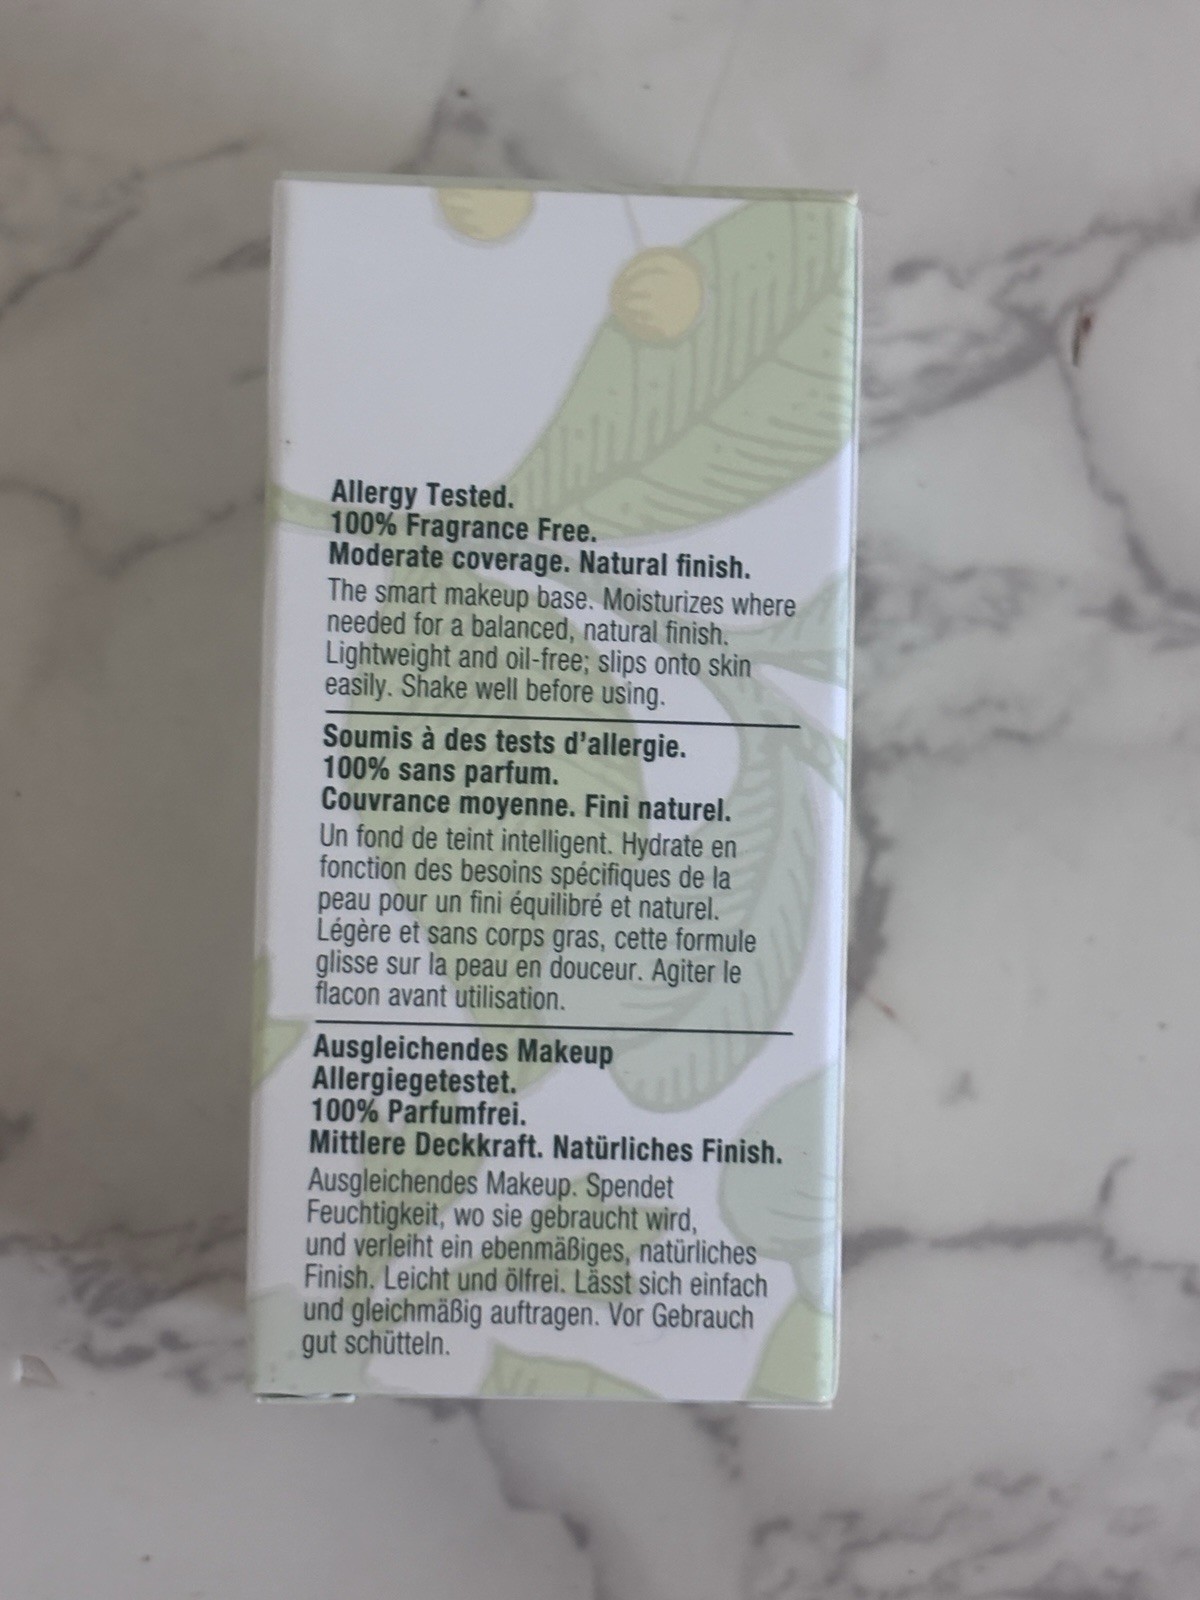 Allergy Tested.
100% Fragrance Free.
Moderate coverage. Natural finish.
The smart makeup base. Moisturizes where
needed for a balanced, natural finish.
Lightweight and oil-free; slips onto skin
easily. Shake well before using.
Soumis à des tests d'allergie.
100% sans parfum.
Couvrance moyenne. Fini naturel.
Un fond de teint intelligent. Hydrate en
fonction des besoins spécifiques de la
peau pour un fini équilibré et naturel.
Légère et sans corps gras, cette formule
glisse sur la peau en douceur. Agiter le
flacon avant utilisation.
Ausgleichendes Makeup
Allergiegetestet.
100% Parfumfrei.
Mittlere Deckkraft. Natürliches Finish.
Ausgleichendes Makeup. Spendet
Feuchtigkeit, wo sie gebraucht wird,
und verleiht ein ebenmäßiges, natürliches
Finish. Leicht und ölfrei. Lässt sich einfach
und gleichmäßig auftragen. Vor Gebrauch
gut schütteln.